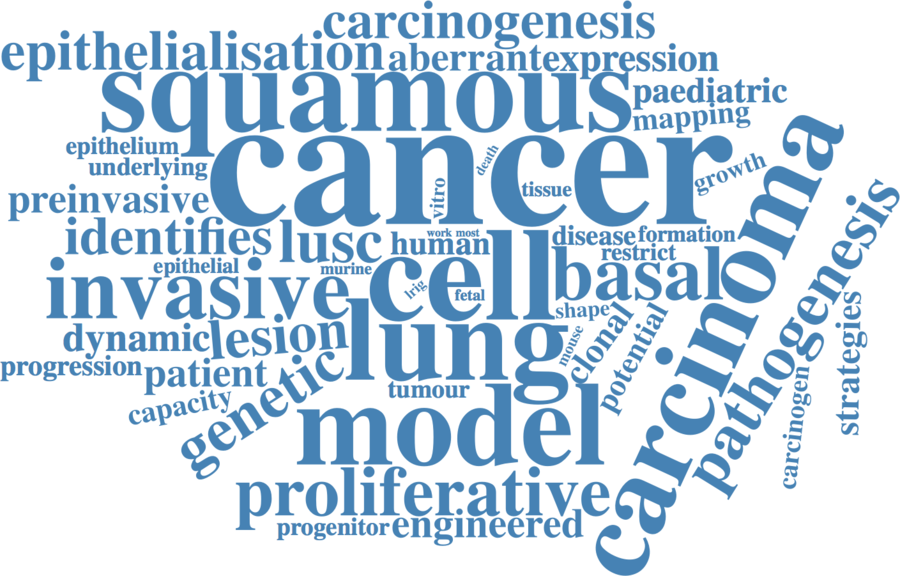 carcinogenesis
epithelialisation
aberrantexpression
squamous
paediatric
mapping
cancer
epithelium
underlying
death
growth
vitro
tissue
preinvasive
carcinoma
identifies
lusc
work
most
human
disease
formation
restrict
pathogenesis
epithelial
murine
cell
basal
invasive
lrig
fetal
shape
dynamic
lesion
lung
mouse
clonal
potential
strategies
progression
patient
genetic
tumour
capacity
carcinogen
model
proliferative
progenitor
engineered